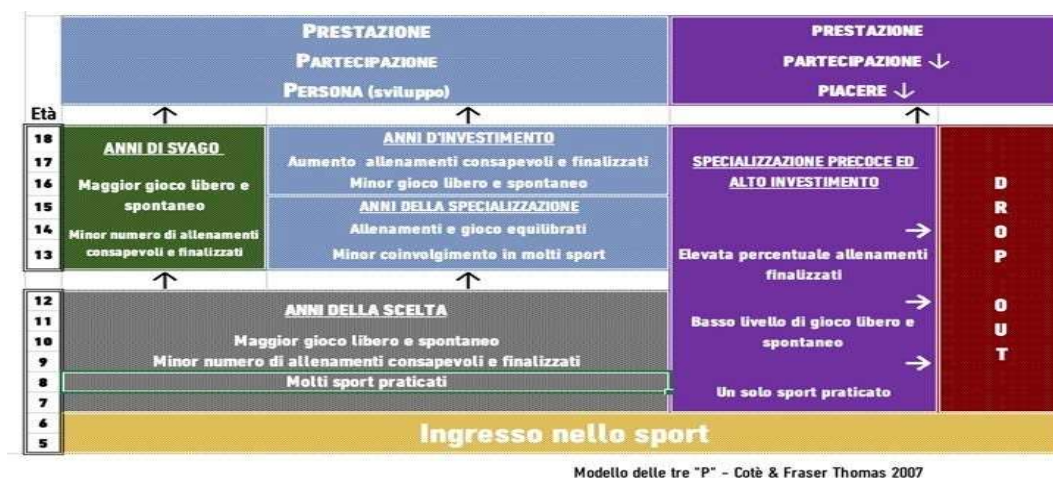 PRESTAZIONE
PARTECIPAZIONE
PERSONA (sviluppo)
PRESTAZIONE
PARTECIPAZIONE ↓
PIACERE ↓
Età
18
17
16
15
14
13
12
11
10
9
8
7
6
5
ANNI DI SVAGO
Maggior gioco libero e
spontaneo
Minor numero di allenamenti
consapevoli e finalizzati
ANNI D'INVESTIMENTO
Aumento allenamenti consapevoli e finalizzati
Minor gioco libero e spontaneo
ANNI DELLA SPECIALIZZAZIONE
Allenamenti e gioco equilibrati
Minor coinvolgimento in molti sport
SPECIALIZZAZIONE PRECOCE ED
ALTO INVESTIMENTO
Elevata percentuale allenamenti
finalizzati
Basso livello di gioco libero e
spontaneo
Un solo sport praticato
D
R
O
P
O
U
T
ANNI DELLA SCELTA
Maggior gioco libero e spontaneo
Minor numero di allenamenti consapevoli e finalizzati
Molti sport praticati
Ingresso nello sport
Modello delle tre "P" - Cotè & Fraser Thomas 2007